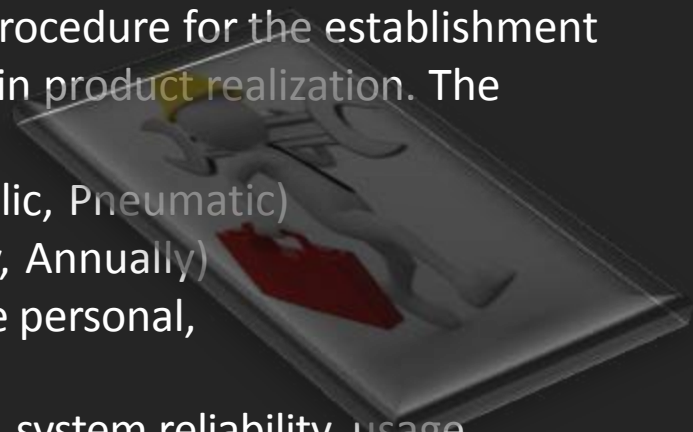 rocedure for the establishment
in product realization. The
lic, Pneumatic)
, Annually)
e personal,
system reliability, usage